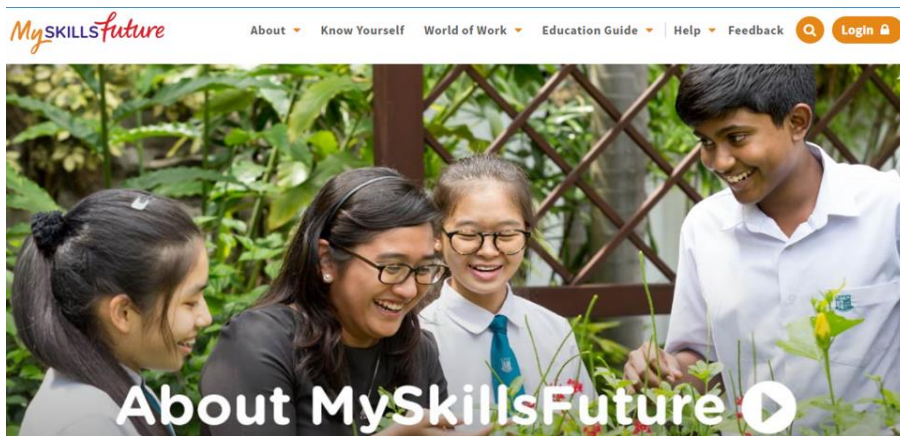 MySKILLSfuture
About Know Yourself World of Work Education Guide Help Feedback Login
About MySkillsFuture